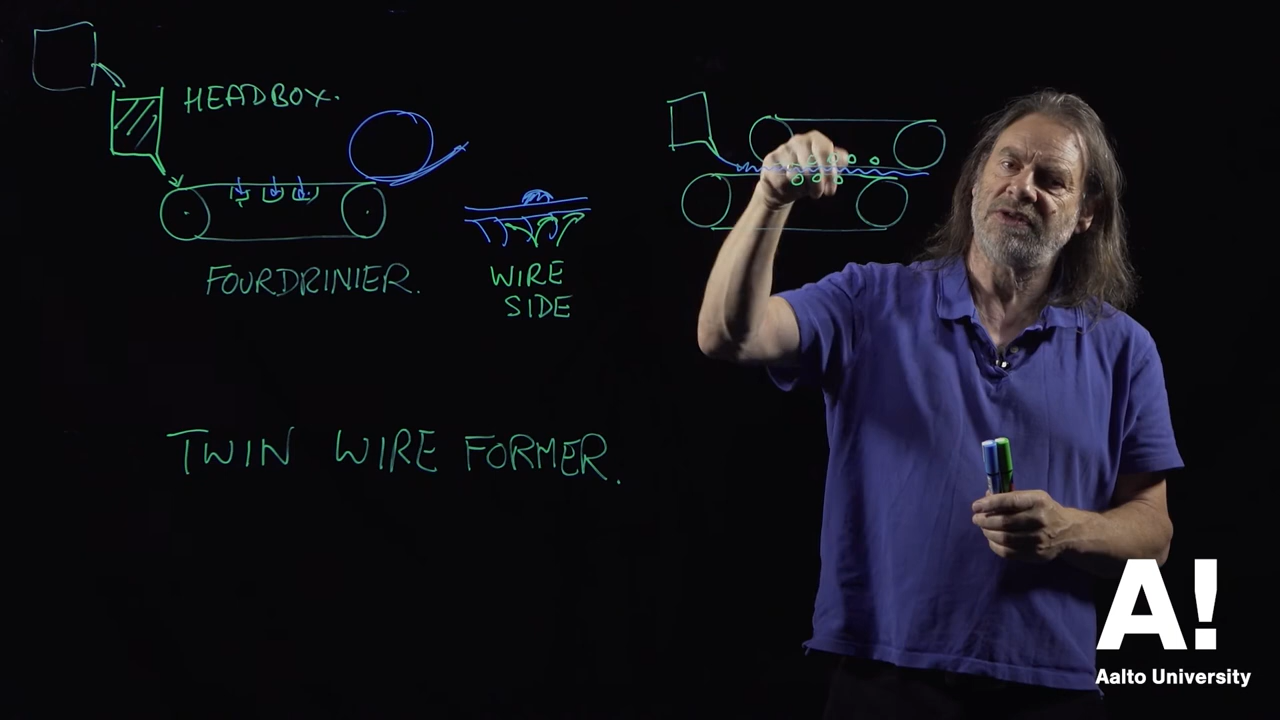 HEADBOX.
FOURDRINIER.
WIRE
SIDE
TWIN WIRE FORMER.
A!
Aalto University